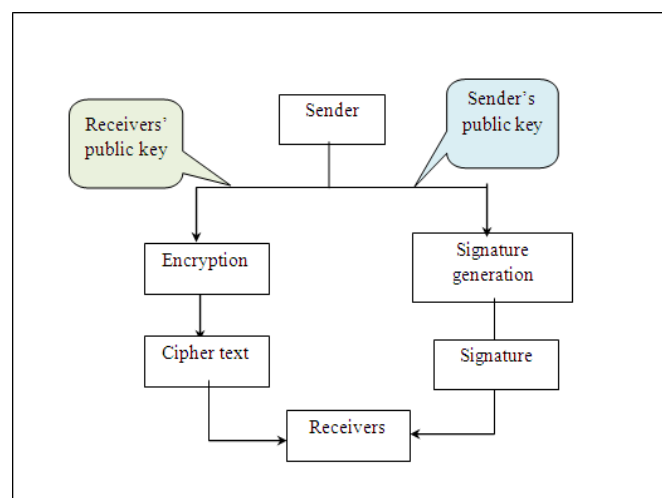 Receivers'
public key
Sender
Sender's
public key
Encryption
Signature
generation
Cipher text
Signature
Receivers